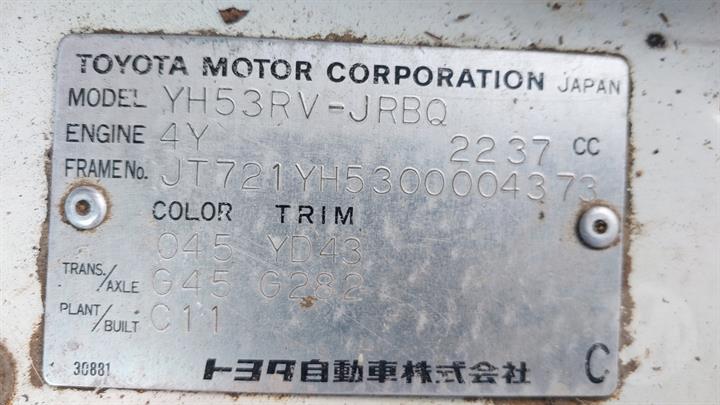 TOYOTA MOTOR CORPORATION JAPAN
MODEL YH53RV-JRBQ
ENGINE 4Y 2237 CC
FRAME No. JT721YH5300004373
COLOR TRIM
045 YD43
TRANS./AXLE G45 G282
PLANT/BUILT C11
30881 トヨタ自動車株式会社 C